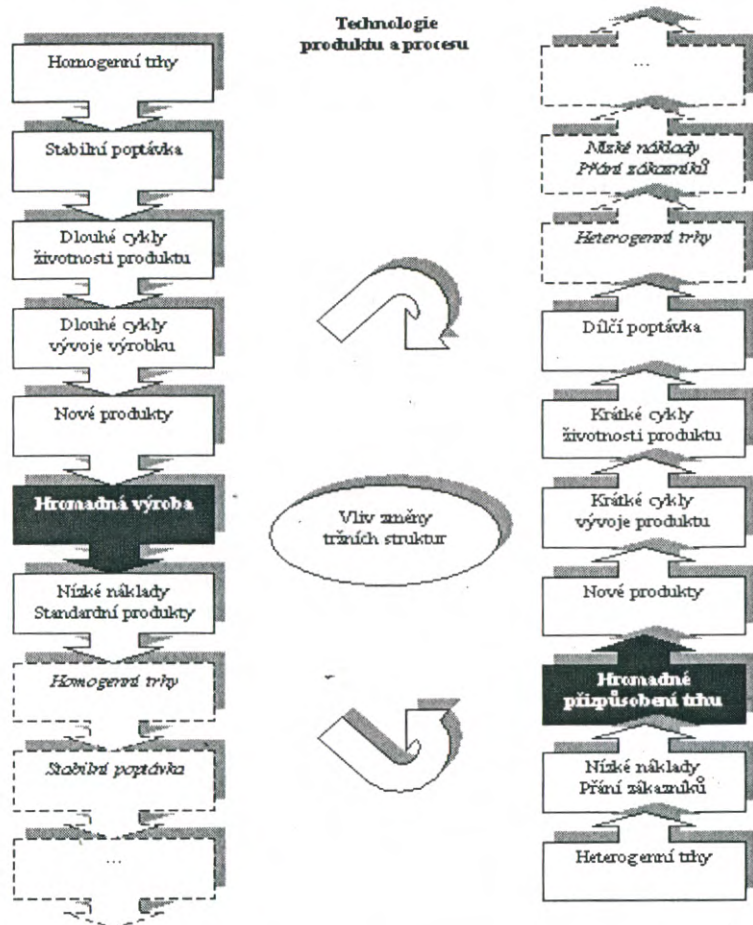 Technologie
produktu a procesu
Homogenní trhy
Stabilní poptávka
Dlouhé cykly
životnosti produktu
Dlouhé cykly
vývoje výrobku
Nové produkty
Hromadná výroba
Nízké náklady
Standardní produkty
Homogenní trhy
Stabilní poptávka
...
Vliv změny
tržních struktur
...
Nízké náklady
Přání zákazníků
Heterogenní trhy
Dílčí poptávka
Krátké cykly
životnosti produktu
Krátké cykly
vývoje produktu
Nové produkty
Hromadné
přizpůsobení trhu
Nízké náklady
Přání zákazníků
Heterogenní trhy